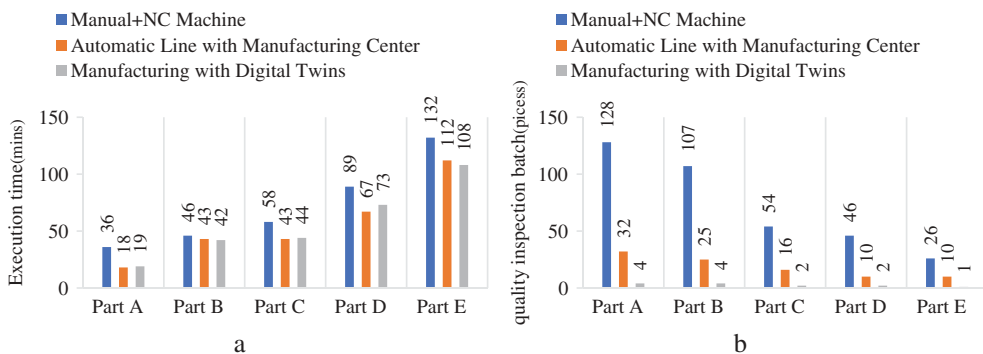 Manual+NC Machine
Automatic Line with Manufacturing Center
Manufacturing with Digital Twins
Execution time(mins)
150
100
50
0
36
18
19
46
43
42
58
43
44
89
67
73
132
112
108
Part A
Part B
Part C
Part D
Part E
a
Manual+NC Machine
Automatic Line with Manufacturing Center
Manufacturing with Digital Twins
quality inspection batch(picess)
150
100
50
0
128
32
4
107
25
4
54
16
2
46
10
2
26
10
1
Part A
Part B
Part C
Part D
Part E
b